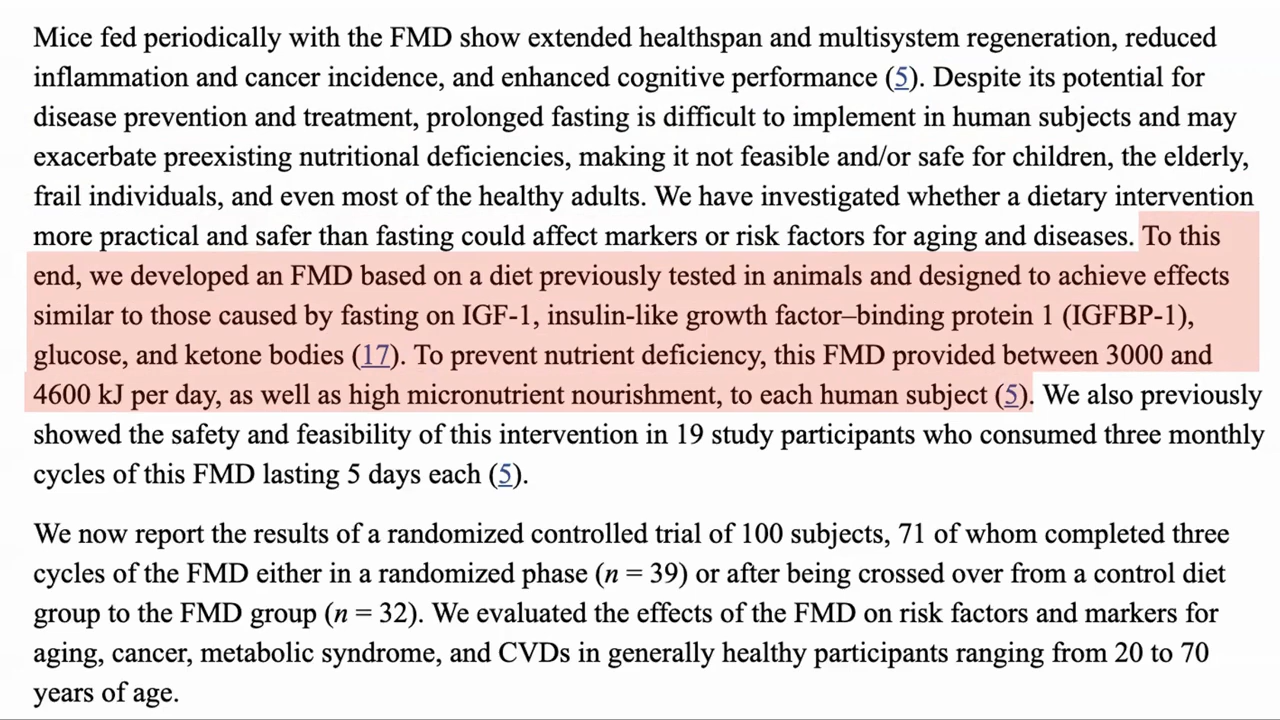 Mice fed periodically with the FMD show extended healthspan and multisystem regeneration, reduced
inflammation and cancer incidence, and enhanced cognitive performance (5). Despite its potential for
disease prevention and treatment, prolonged fasting is difficult to implement in human subjects and may
exacerbate preexisting nutritional deficiencies, making it not feasible and/or safe for children, the elderly,
frail individuals, and even most of the healthy adults. We have investigated whether a dietary intervention
more practical and safer than fasting could affect markers or risk factors for aging and diseases. To this
end, we developed an FMD based on a diet previously tested in animals and designed to achieve effects
similar to those caused by fasting on IGF-1, insulin-like growth factor–binding protein 1 (IGFBP-1),
glucose, and ketone bodies (17). To prevent nutrient deficiency, this FMD provided between 3000 and
4600 kJ per day, as well as high micronutrient nourishment, to each human subject (5). We also previously
showed the safety and feasibility of this intervention in 19 study participants who consumed three monthly
cycles of this FMD lasting 5 days each (5).
We now report the results of a randomized controlled trial of 100 subjects, 71 of whom completed three
cycles of the FMD either in a randomized phase (n = 39) or after being crossed over from a control diet
group to the FMD group (n = 32). We evaluated the effects of the FMD on risk factors and markers for
aging, cancer, metabolic syndrome, and CVDs in generally healthy participants ranging from 20 to 70
years of age.